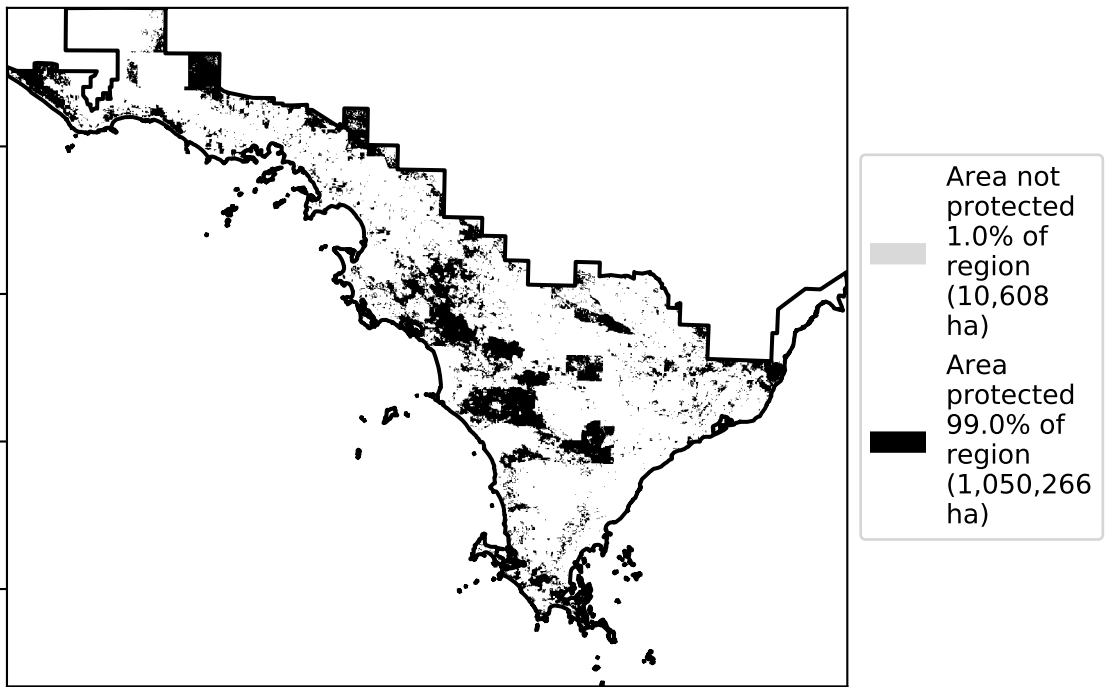 Area not
protected
1.0% of
region
(10,608
ha)
Area
protected
99.0% of
region
(1,050,266
ha)